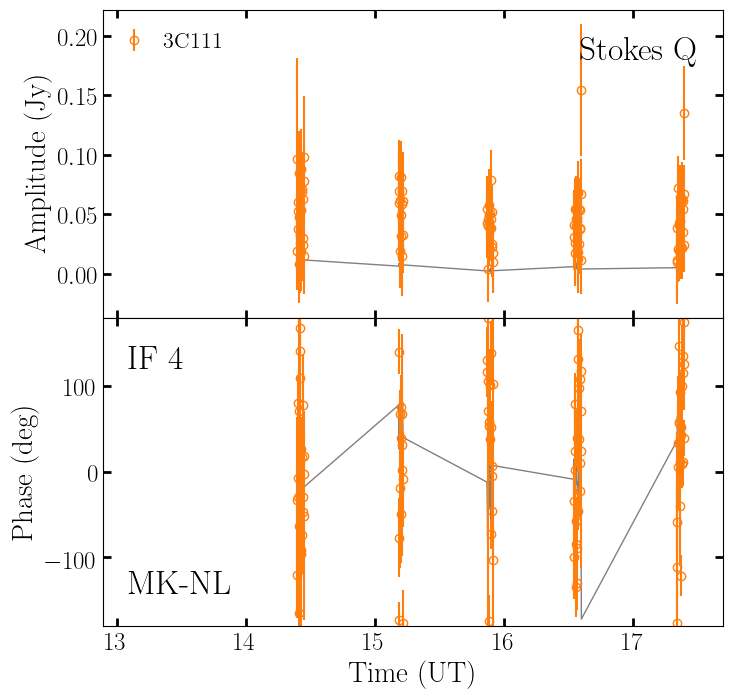 3C111
Stokes Q
0.20
0.15
0.10
0.05
0.00
Amplitude (Jy)
IF 4
100
0
−100
Phase (deg)
MK-NL
13 14 15 16 17
Time (UT)